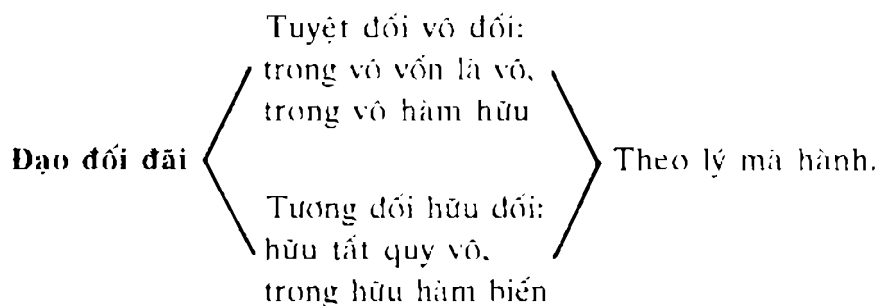 Tuyệt đối vô đối:
trong vô vốn là vô,
trong vô hàm hữu
Đạo đối đãi
Theo lý mà hành.
Tương đối hữu đối:
hữu tất quy vô,
trong hữu hàm biến